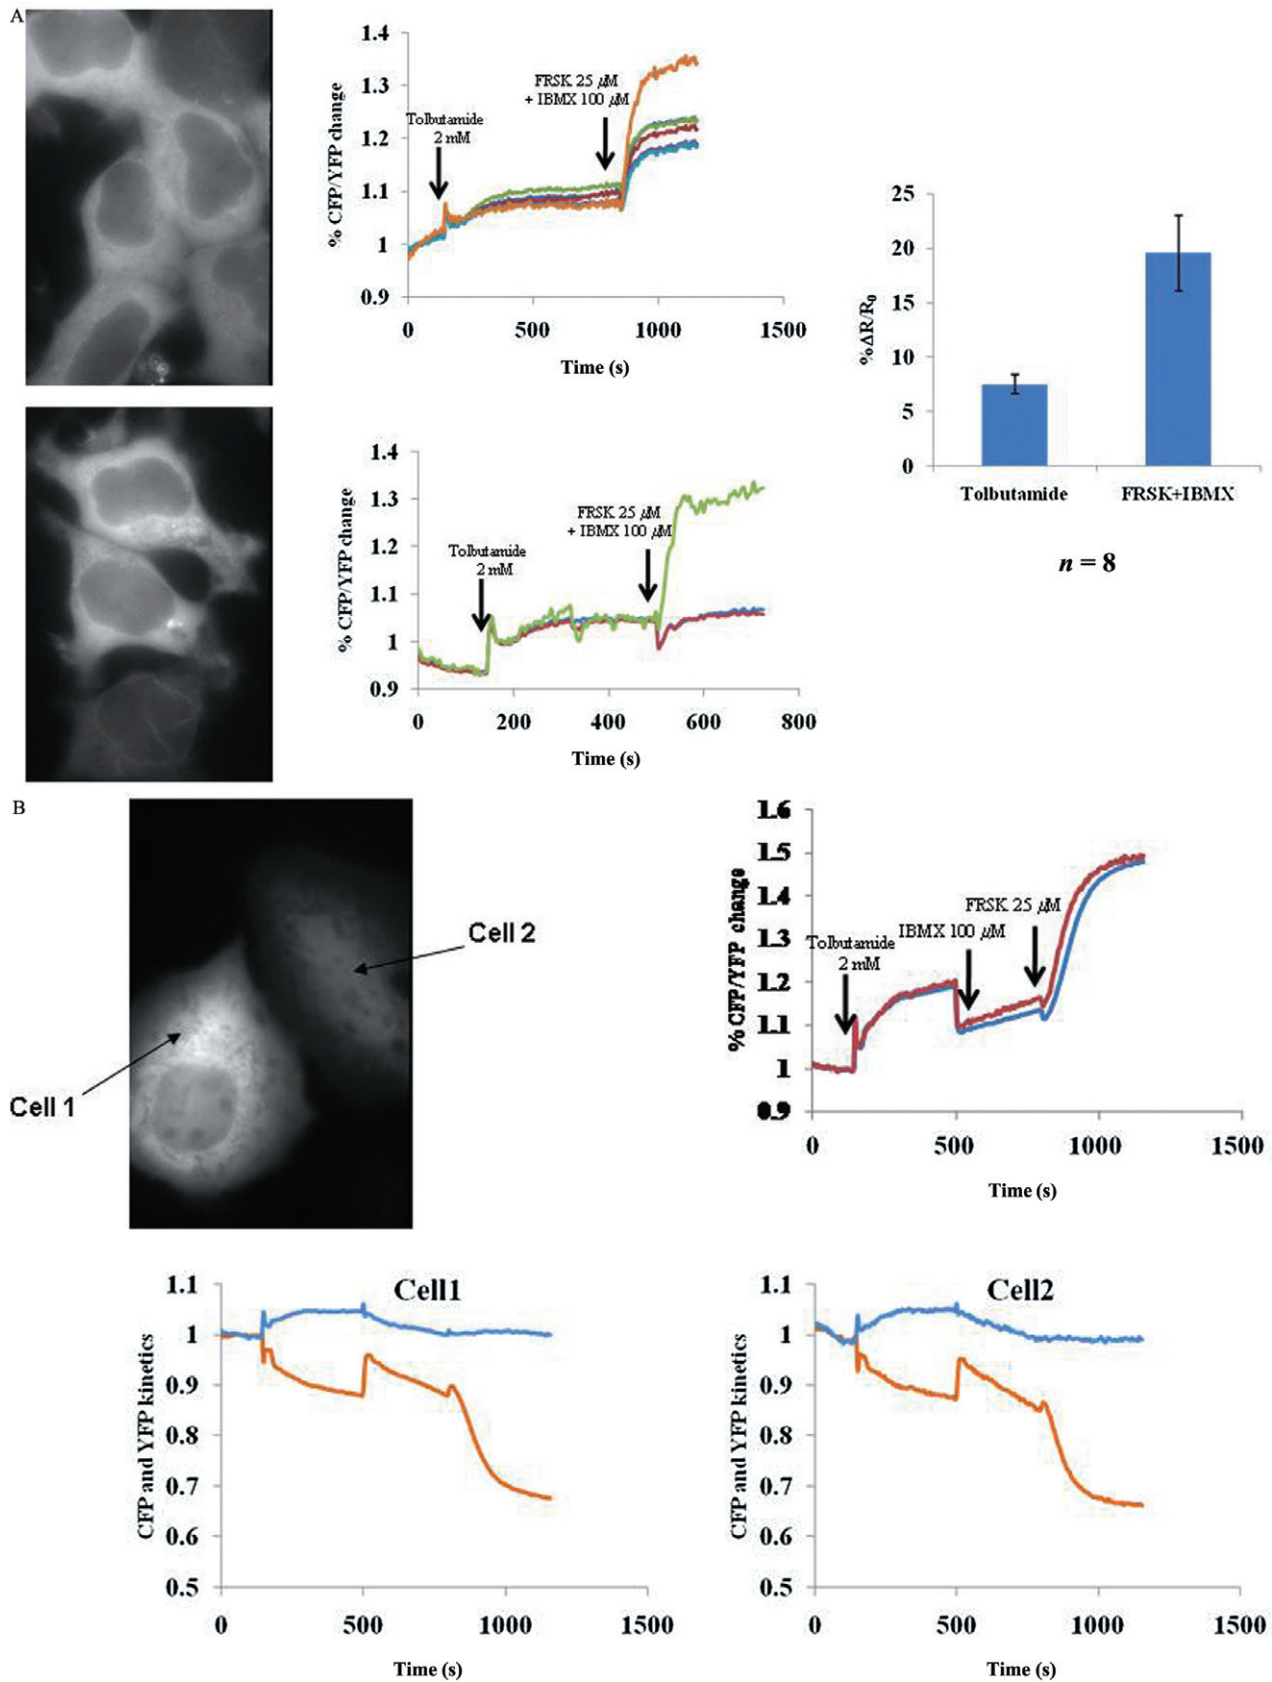 A
% CFP/YFP change
1.4
1.3
1.2
1.1
1
0.9
Tolbutamide
2 mM
FRSK 25 μM
+ IBMX 100 μM
0 500 1000 1500
Time (s)
% CFP/YFP change
1.4
1.3
1.2
1.1
1
0.9
Tolbutamide
2 mM
FRSK 25 μM
+ IBMX 100 μM
0 200 400 600 800
Time (s)
%ΔR/R0
25
20
15
10
5
0
Tolbutamide FRSK+IBMX
n = 8
B
Cell 2
Cell 1
% CFP/YFP change
1.6
1.5
1.4
1.3
1.2
1.1
1
0.9
Tolbutamide
2 mM
IBMX 100 μM
FRSK 25 μM
0 500 1000 1500
Time (s)
Cell1
CFP and YFP kinetics
1.1
1
0.9
0.8
0.7
0.6
0.5
0 500 1000 1500
Time (s)
Cell2
CFP and YFP kinetics
1.1
1
0.9
0.8
0.7
0.6
0.5
0 500 1000 1500
Time (s)